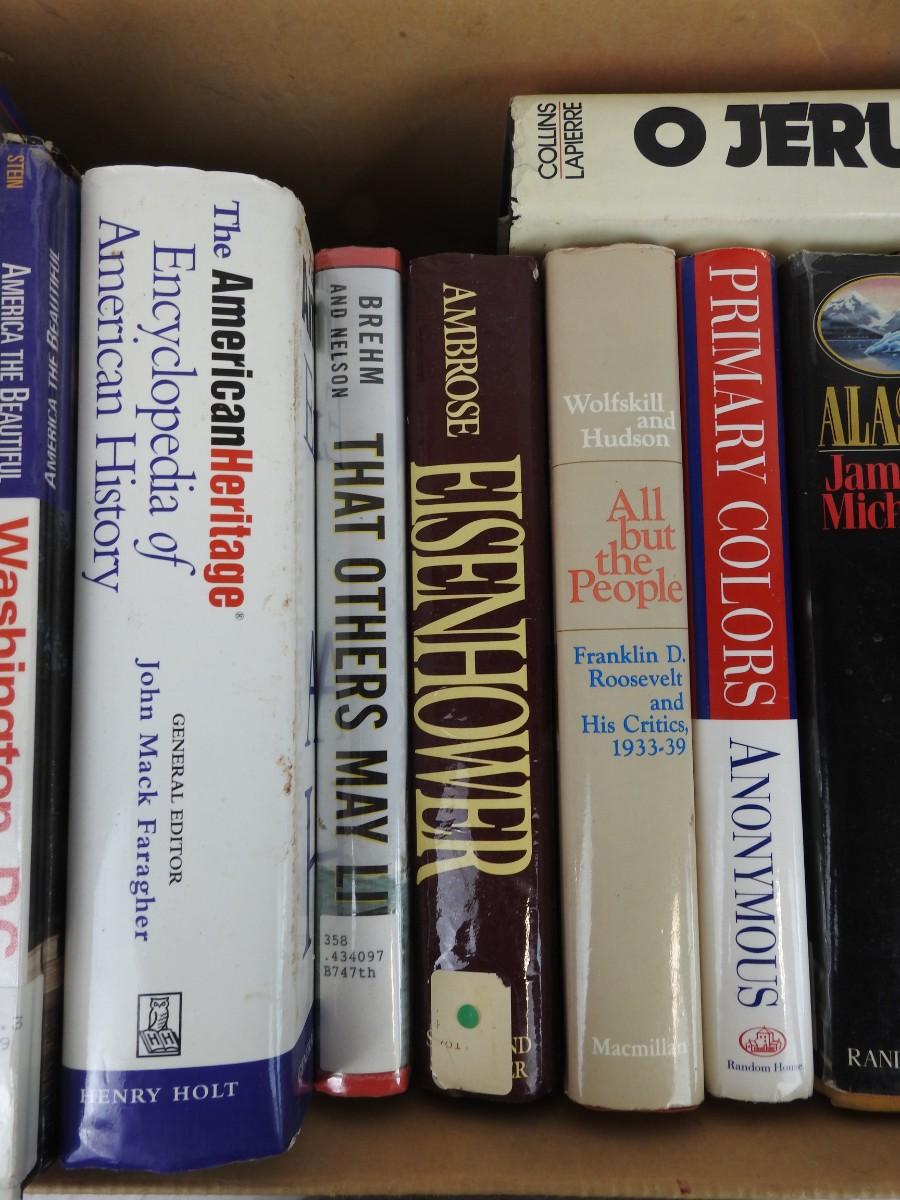 STEIN
AMERICA THE BEAUTIFUL
AMERICA THE BEAUTIFUL
Washington, D.C.
The AmericanHeritage®
Encyclopedia of
American History
GENERAL EDITOR
John Mack Faragher
HENRY HOLT
BREHM
AND NELSON
THAT OTHERS MAY LI
358
.434097
B747th
AMBROSE
EISENHOWER
Wolfskill
and
Hudson
All
but
the
People
Franklin D.
Roosevelt
and
His Critics,
1933-39
Macmillan
PRIMARY COLORS
ANONYMOUS
Random House
COLLINS
LAPIERRE
O JERU
ALAS
Jam
Mich
RAND